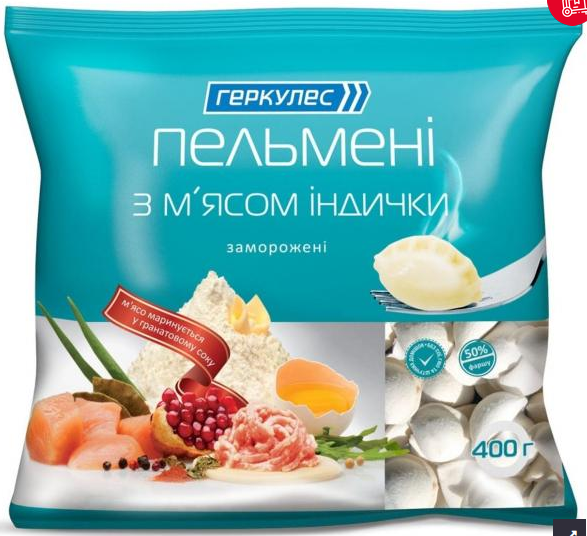 ГЕРКУЛЕС
пельмені
з м'ясом індички
заморожені
м'ясо маринується
у гранатовому соку
50%
фаршу
400 г